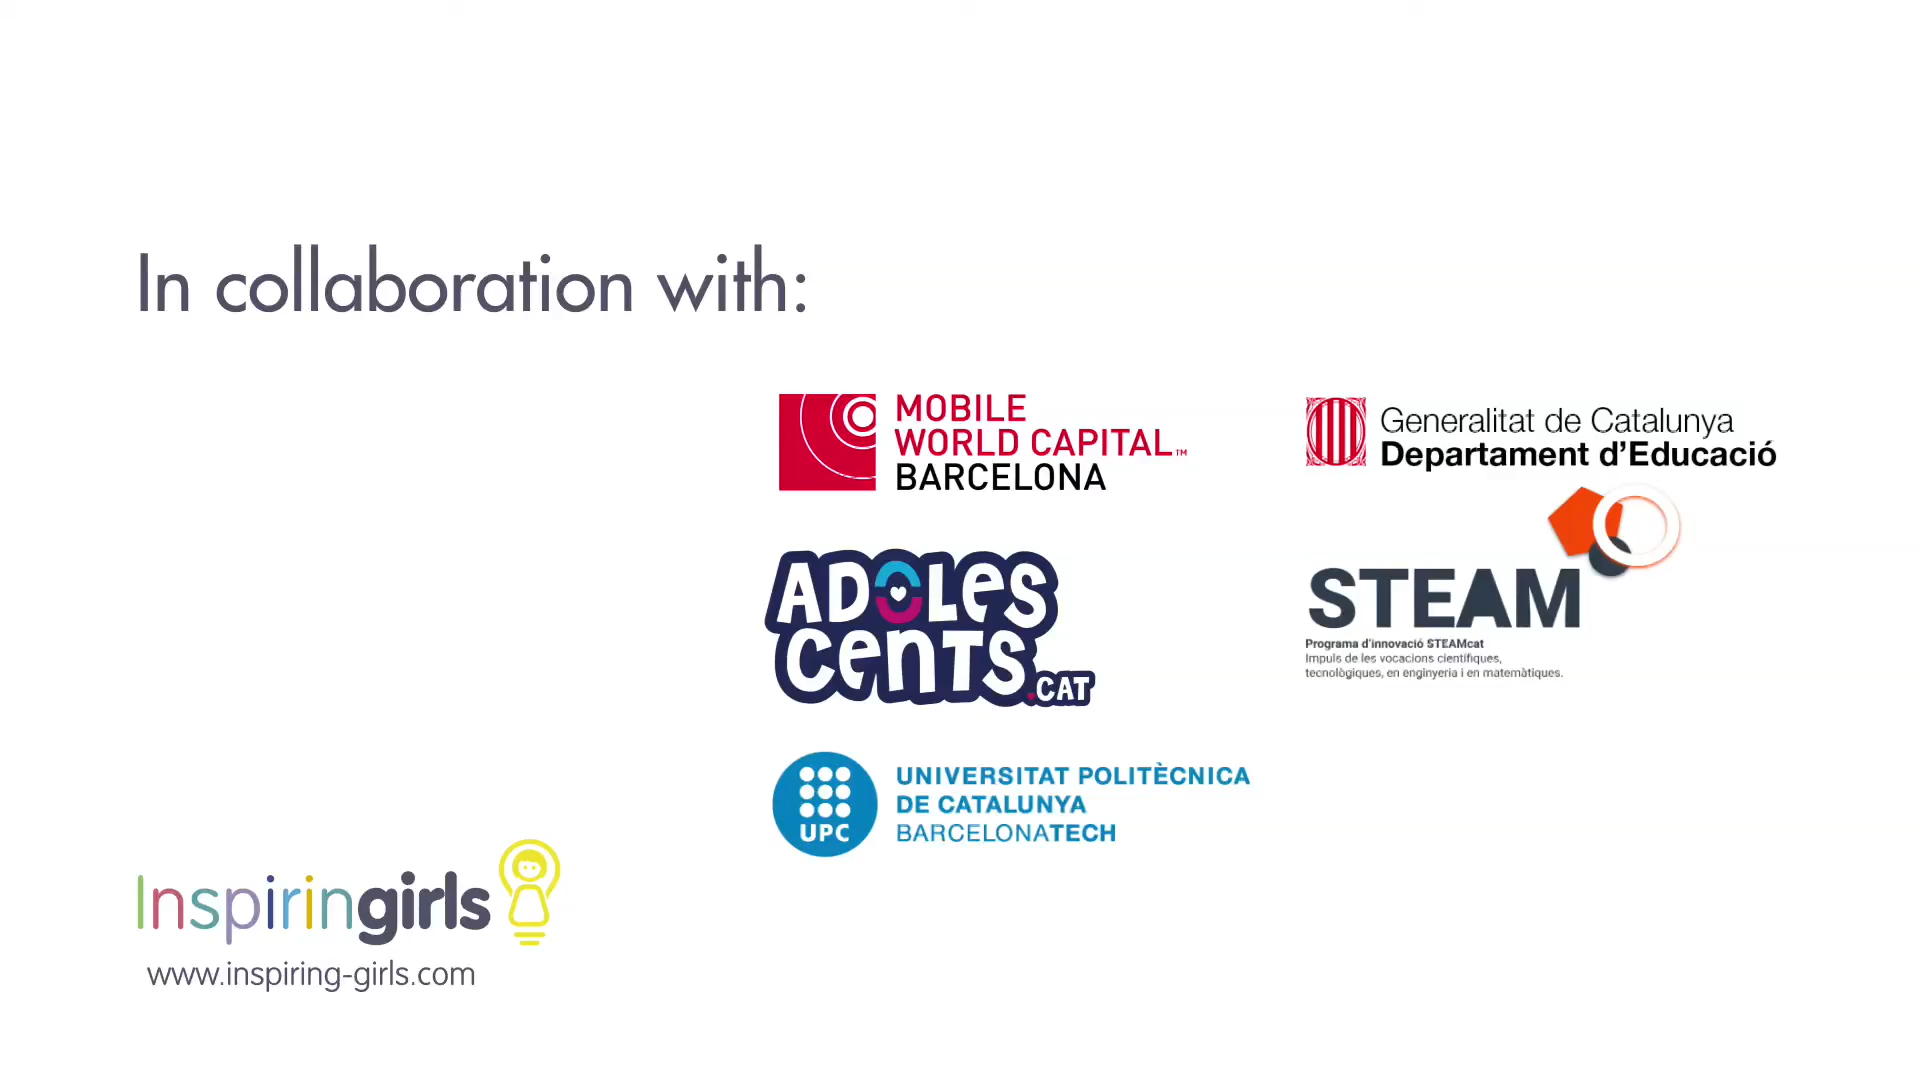 In collaboration with:
MOBILE
WORLD CAPITAL™
BARCELONA
Generalitat de Catalunya
Departament d'Educació
ADOLES
CENTS.CAT
STEAM
Programa d'innovació STEAMcat
Impuls de les vocacions científiques,
tecnològiques, en enginyeria i en matemàtiques.
UPC
UNIVERSITAT POLITÈCNICA
DE CATALUNYA
BARCELONATECH
Inspiringirls
www.inspiring-girls.com